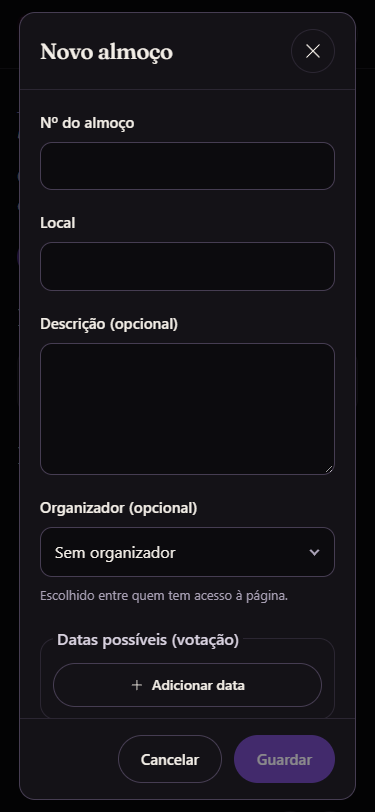 Novo almoço
Nº do almoço
Local
Descrição (opcional)
Organizador (opcional)
Sem organizador
Escolhido entre quem tem acesso à página.
Datas possíveis (votação)
+ Adicionar data
Cancelar
Guardar